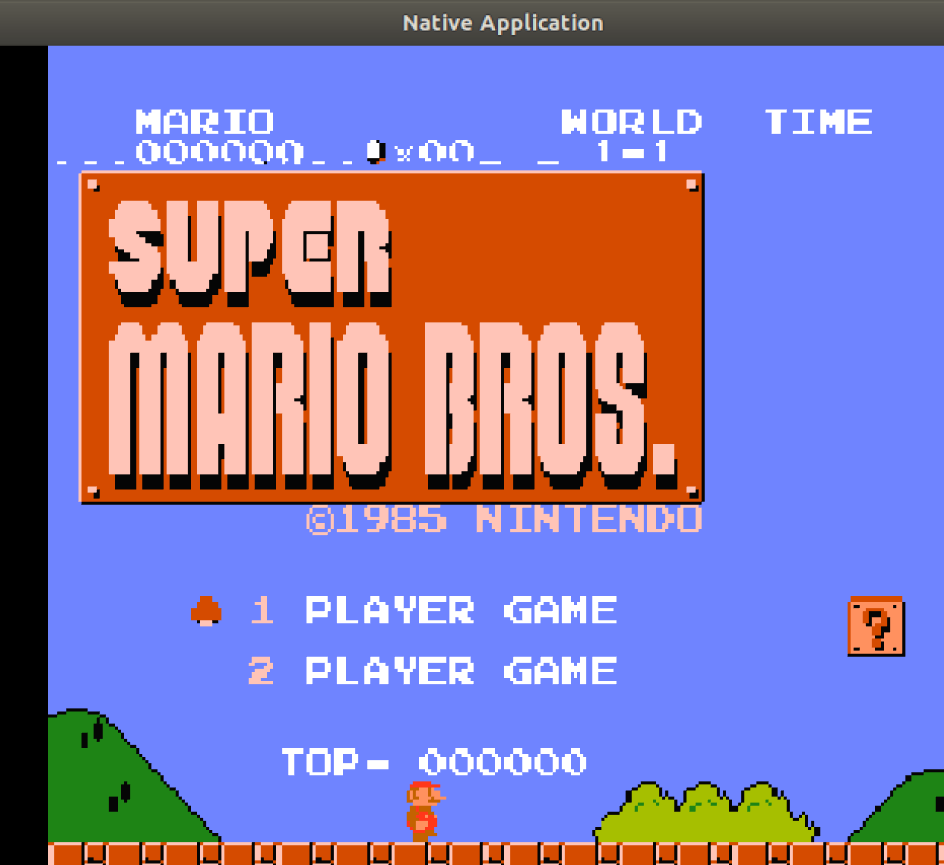 Native Application
MARIO WORLD TIME
000000 x00 1-1
SUPER
MARIO BROS.
©1985 NINTENDO
1 PLAYER GAME
?
2 PLAYER GAME
TOP- 000000